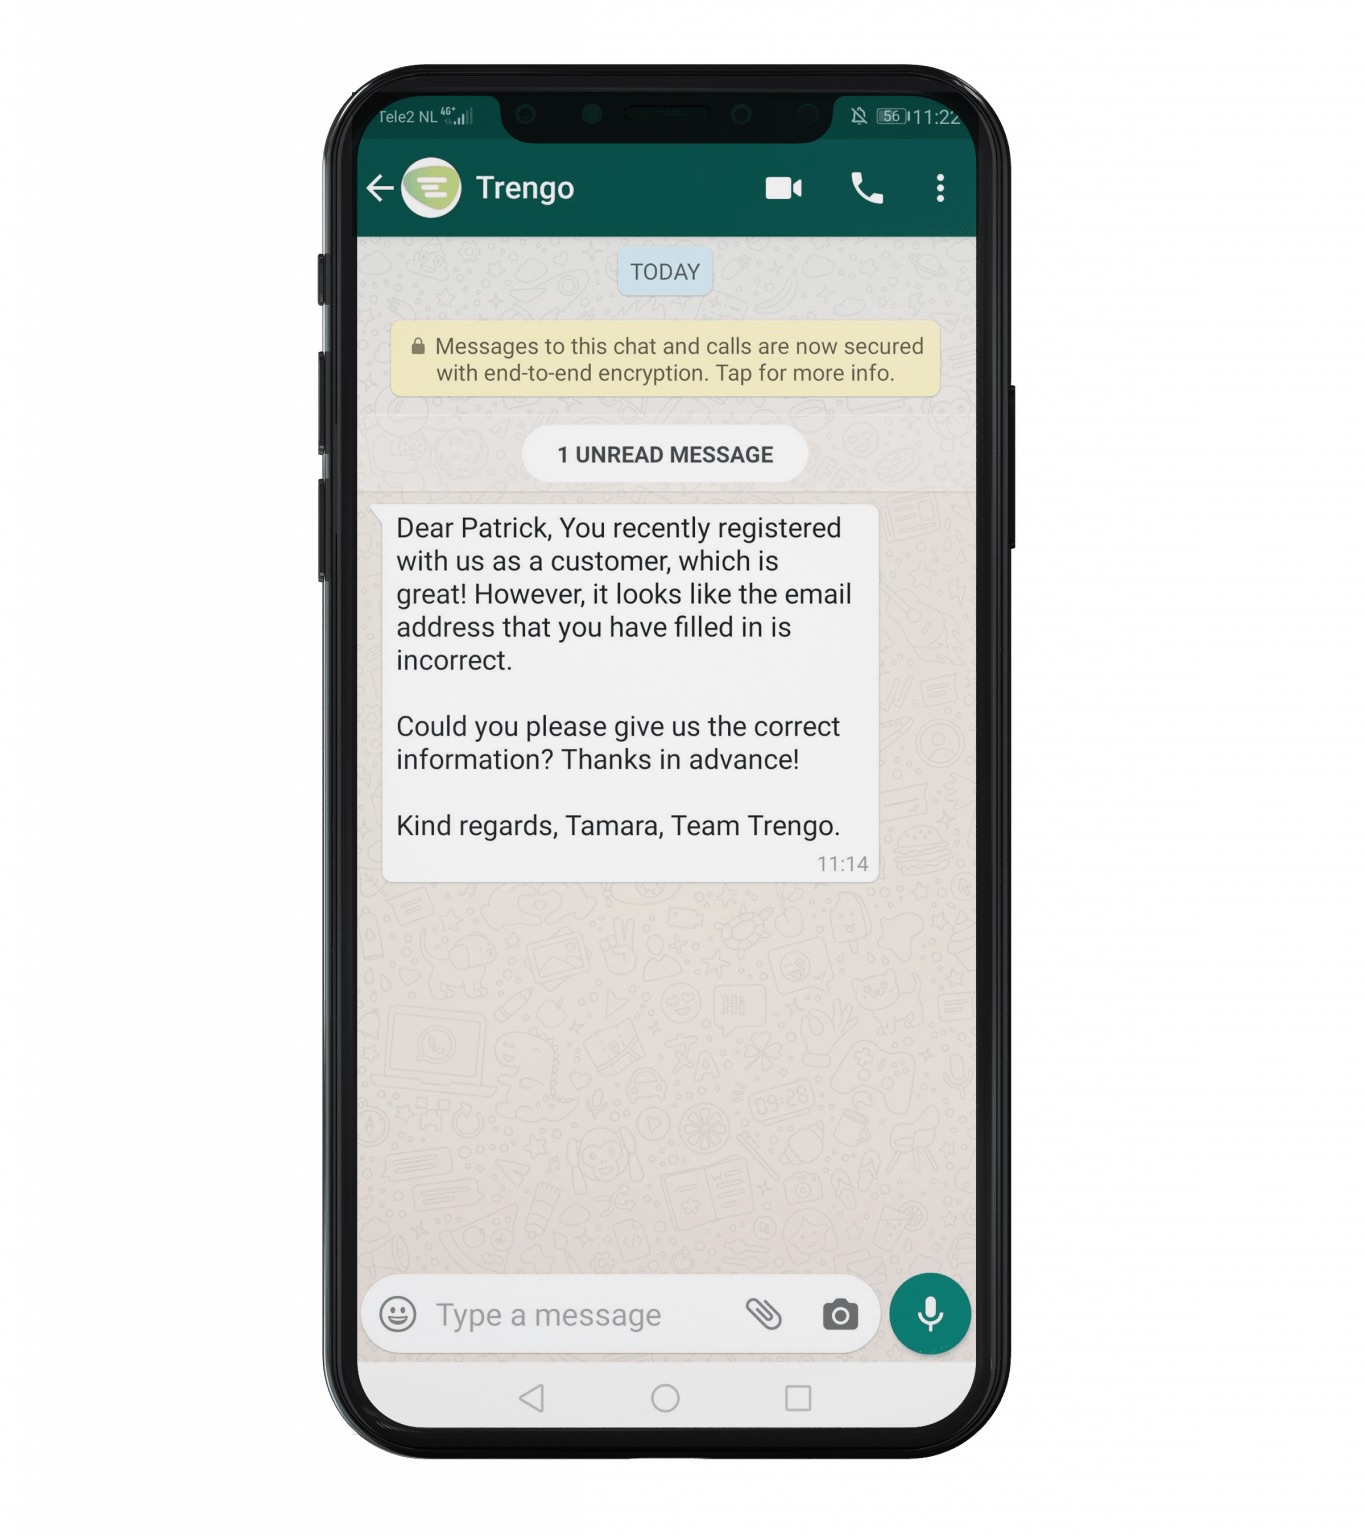 Tele2 NL 4G+ 56 11:22
Trengo
TODAY
Messages to this chat and calls are now secured
with end-to-end encryption. Tap for more info.
1 UNREAD MESSAGE
Dear Patrick, You recently registered
with us as a customer, which is
great! However, it looks like the email
address that you have filled in is
incorrect.
Could you please give us the correct
information? Thanks in advance!
Kind regards, Tamara, Team Trengo.
11:14
Hi
09:28
Type a message